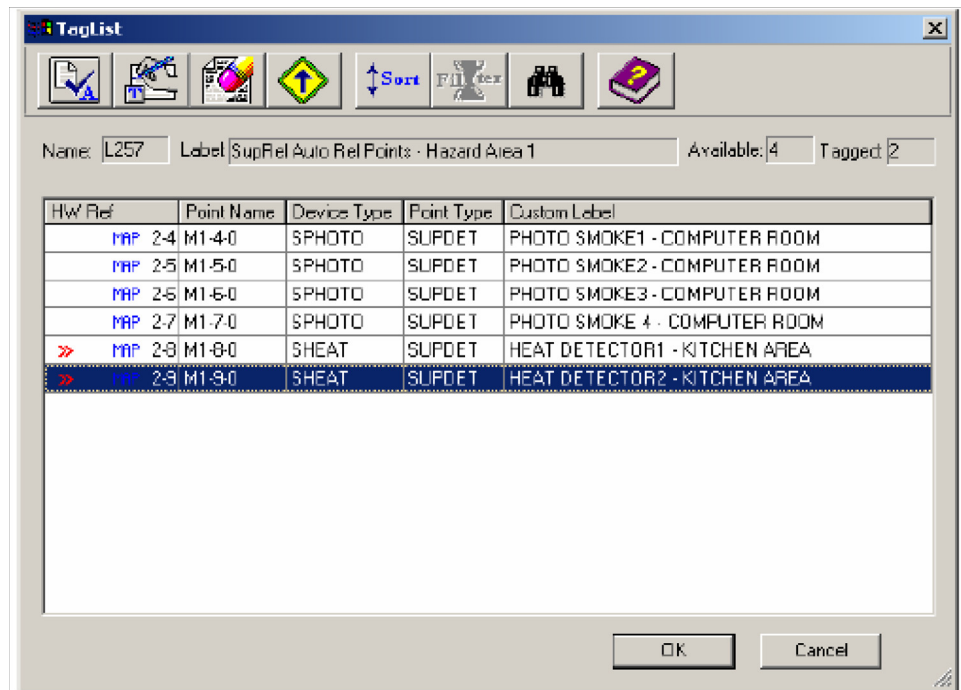 TagList
A T Sort Filter ?
Name: L257 Label: SupRel Auto Rel Points - Hazard Area 1 Available: 4 Tagged: 2
HW Ref Point Name Device Type Point Type Custom Label
MAP 2-4 M1-4-0 SPHOTO SUPDET PHOTO SMOKE1 - COMPUTER ROOM
MAP 2-5 M1-5-0 SPHOTO SUPDET PHOTO SMOKE2 - COMPUTER ROOM
MAP 2-6 M1-6-0 SPHOTO SUPDET PHOTO SMOKE3 - COMPUTER ROOM
MAP 2-7 M1-7-0 SPHOTO SUPDET PHOTO SMOKE 4 - COMPUTER ROOM
» MAP 2-8 M1-8-0 SHEAT SUPDET HEAT DETECTOR1 - KITCHEN AREA
» MAP 2-9 M1-9-0 SHEAT SUPDET HEAT DETECTOR2 - KITCHEN AREA
OK Cancel